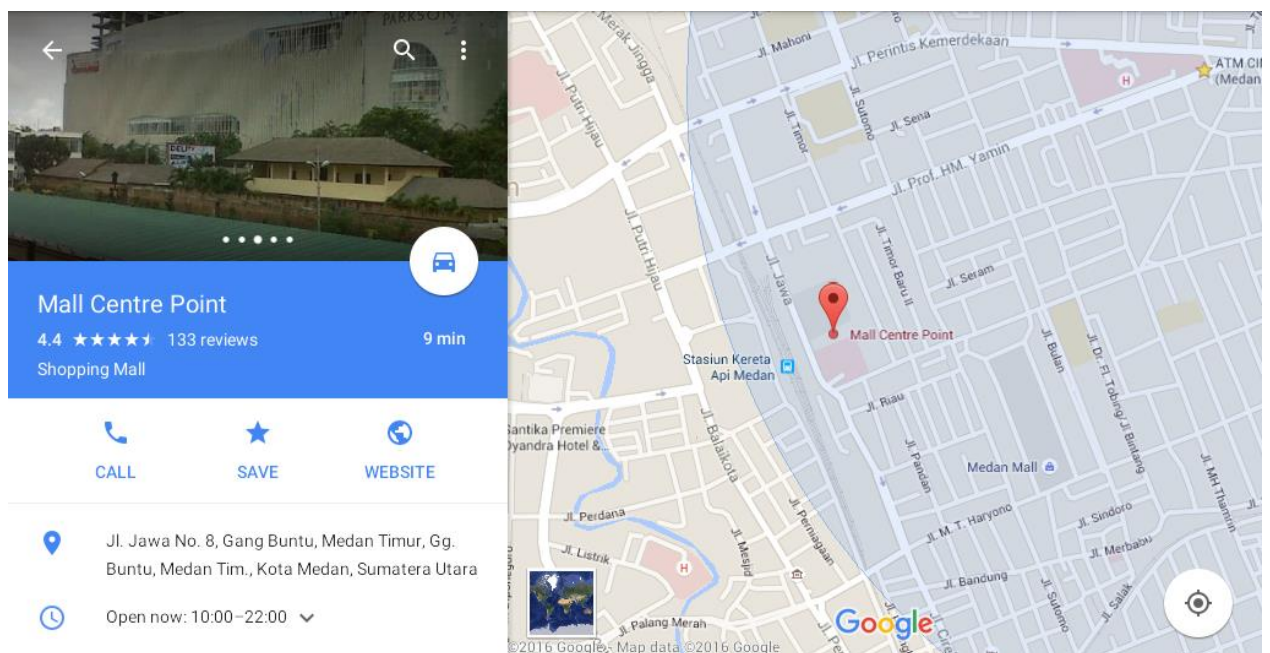 PARKSON
DELI
Mall Centre Point
4.4
133 reviews
9 min
Shopping Mall
CALL
SAVE
WEBSITE
Jl. Jawa No. 8, Gang Buntu, Medan Timur, Gg.
Buntu, Medan Tim., Kota Medan, Sumatera Utara
Open now: 10:00–22:00
Merak Jingga
Jl. Mahoni
Jl. Perintis Kemerdekaan
H
ATM CI
(Medan
Jl. Putri Hijau
Jl. Timor
Jl. Sutomo
Jl. Sena
Jl. Prof. HM. Yamin
Jl. Putri Hijau
Jl. Jawa
Jl. Timor Baru II
Jl. Seram
Mall Centre Point
Stasiun Kereta
Api Medan
Jl. Bulan
Jl. Dr. Fl. Tobing/Jl Bintang
Jl. Riau
Santika Premiere
Dyandra Hotel &...
Jl. Balaikota
Jl. Pandan
Medan Mall
Jl. MH Thamrin
Jl. Perdana
Jl. Perniagaan
Jl. M. T. Haryono
Jl. Sindoro
Jl. Merbabu
Jl. Listrik
H
Jl. Mesjid
Jl. Bandung
Jl. Salak
Jl. Palang Merah
Google
©2016 Google - Map data ©2016 Google